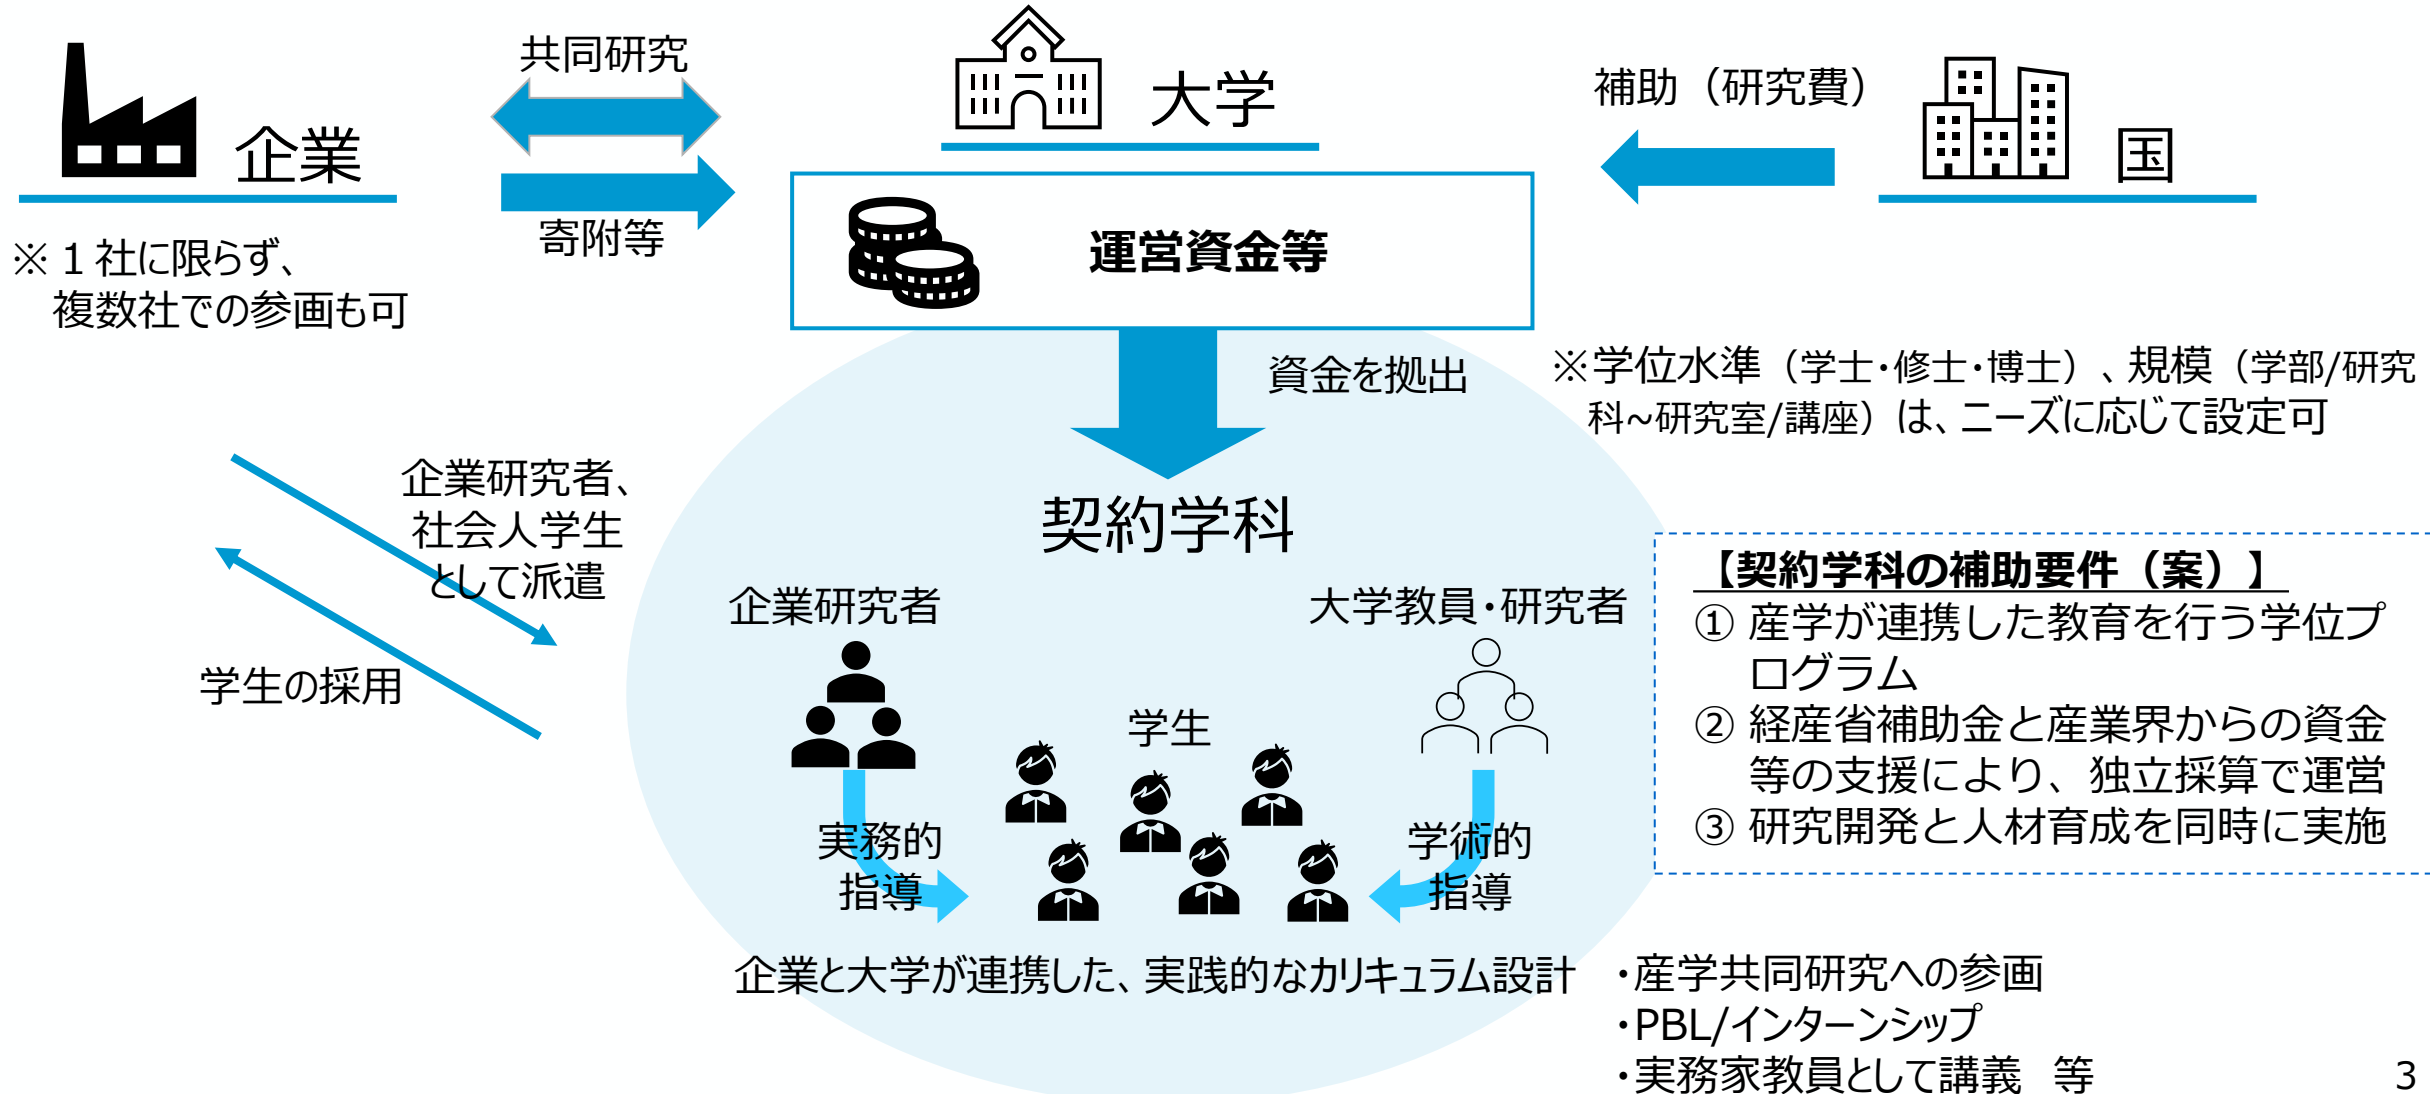 共同研究
大学
補助（研究費）
企業
国
寄附等
運営資金等
※１社に限らず、
複数社での参画も可
資金を拠出
※学位水準（学士・修士・博士）、規模（学部/研究
科~研究室/講座）は、ニーズに応じて設定可
企業研究者、
社会人学生
として派遣
学生の採用
契約学科
企業研究者
大学教員・研究者
学生
実務的
指導
学術的
指導
【契約学科の補助要件（案）】
① 産学が連携した教育を行う学位プ
ログラム
② 経産省補助金と産業界からの資金
等の支援により、独立採算で運営
③ 研究開発と人材育成を同時に実施
企業と大学が連携した、実践的なカリキュラム設計
・産学共同研究への参画
・PBL/インターンシップ
・実務家教員として講義　等
3